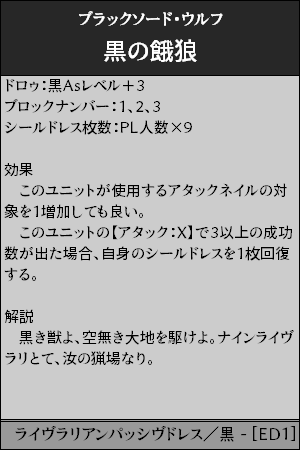 ブラックソード・ウルフ
黒の餓狼
ドロゥ：黒Asレベル＋3
ブロックナンバー：1、2、3
シールドレス枚数：PL人数×9
効果
　このユニットが使用するアタックネイルの対
象を1増加しても良い。
　このユニットの【アタック：X】で3以上の成功
数が出た場合、自身のシールドレスを1枚回復
する。
解説
　黒き獣よ、空無き大地を駆けよ。ナインライヴ
ラリとて、汝の猟場なり。
ライヴラリアンパッシヴドレス／黒 - [ED1]